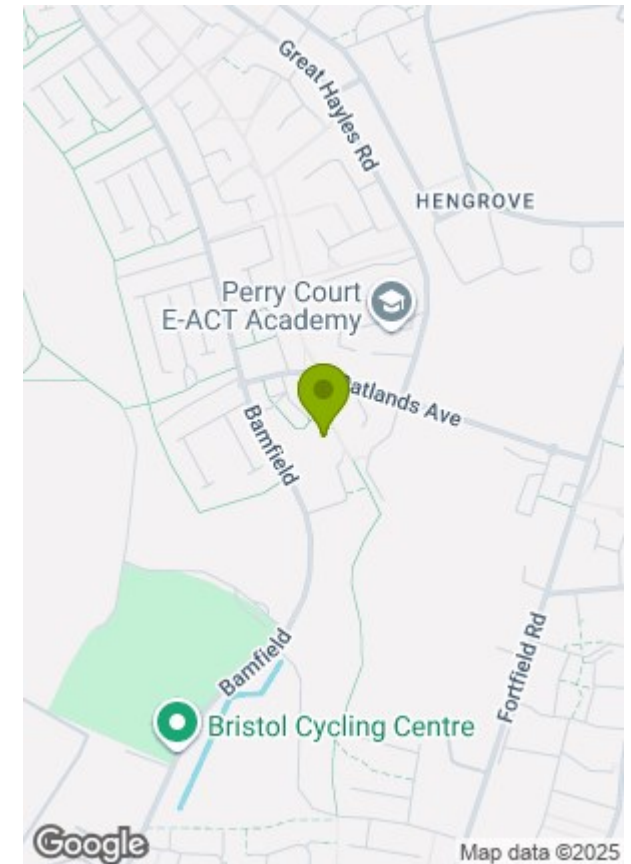 Great Hayles Rd
HENGROVE
Perry Court
E-ACT Academy
atlands Ave
Bamfield
Fortfield Rd
Bamfield
Bristol Cycling Centre
Google
Map data ©2025